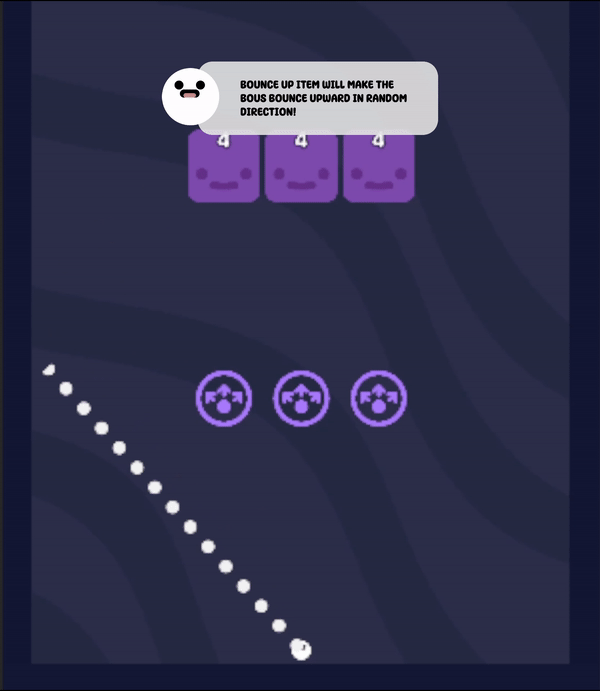 BOUNCE UP ITEM WILL MAKE THE
BOUS BOUNCE UPWARD IN RANDOM
DIRECTION!
4 4 4